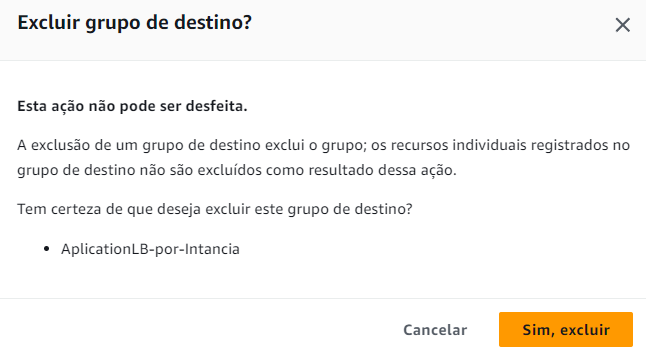 Excluir grupo de destino?
Esta ação não pode ser desfeita.
A exclusão de um grupo de destino exclui o grupo; os recursos individuais registrados no
grupo de destino não são excluídos como resultado dessa ação.
Tem certeza de que deseja excluir este grupo de destino?
• AplicationLB-por-Intancia
Cancelar
Sim, excluir